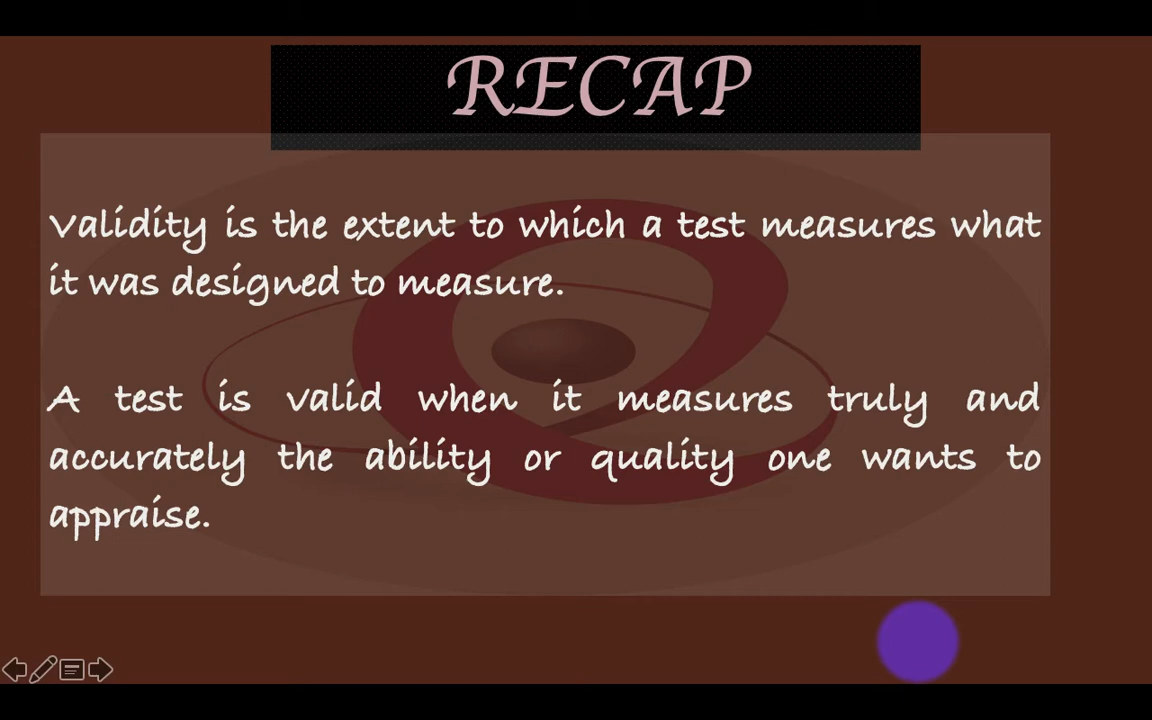 RECAP
Validity is the extent to which a test measures what
it was designed to measure.
A test is valid when it measures truly and
accurately the ability or quality one wants to
appraise.